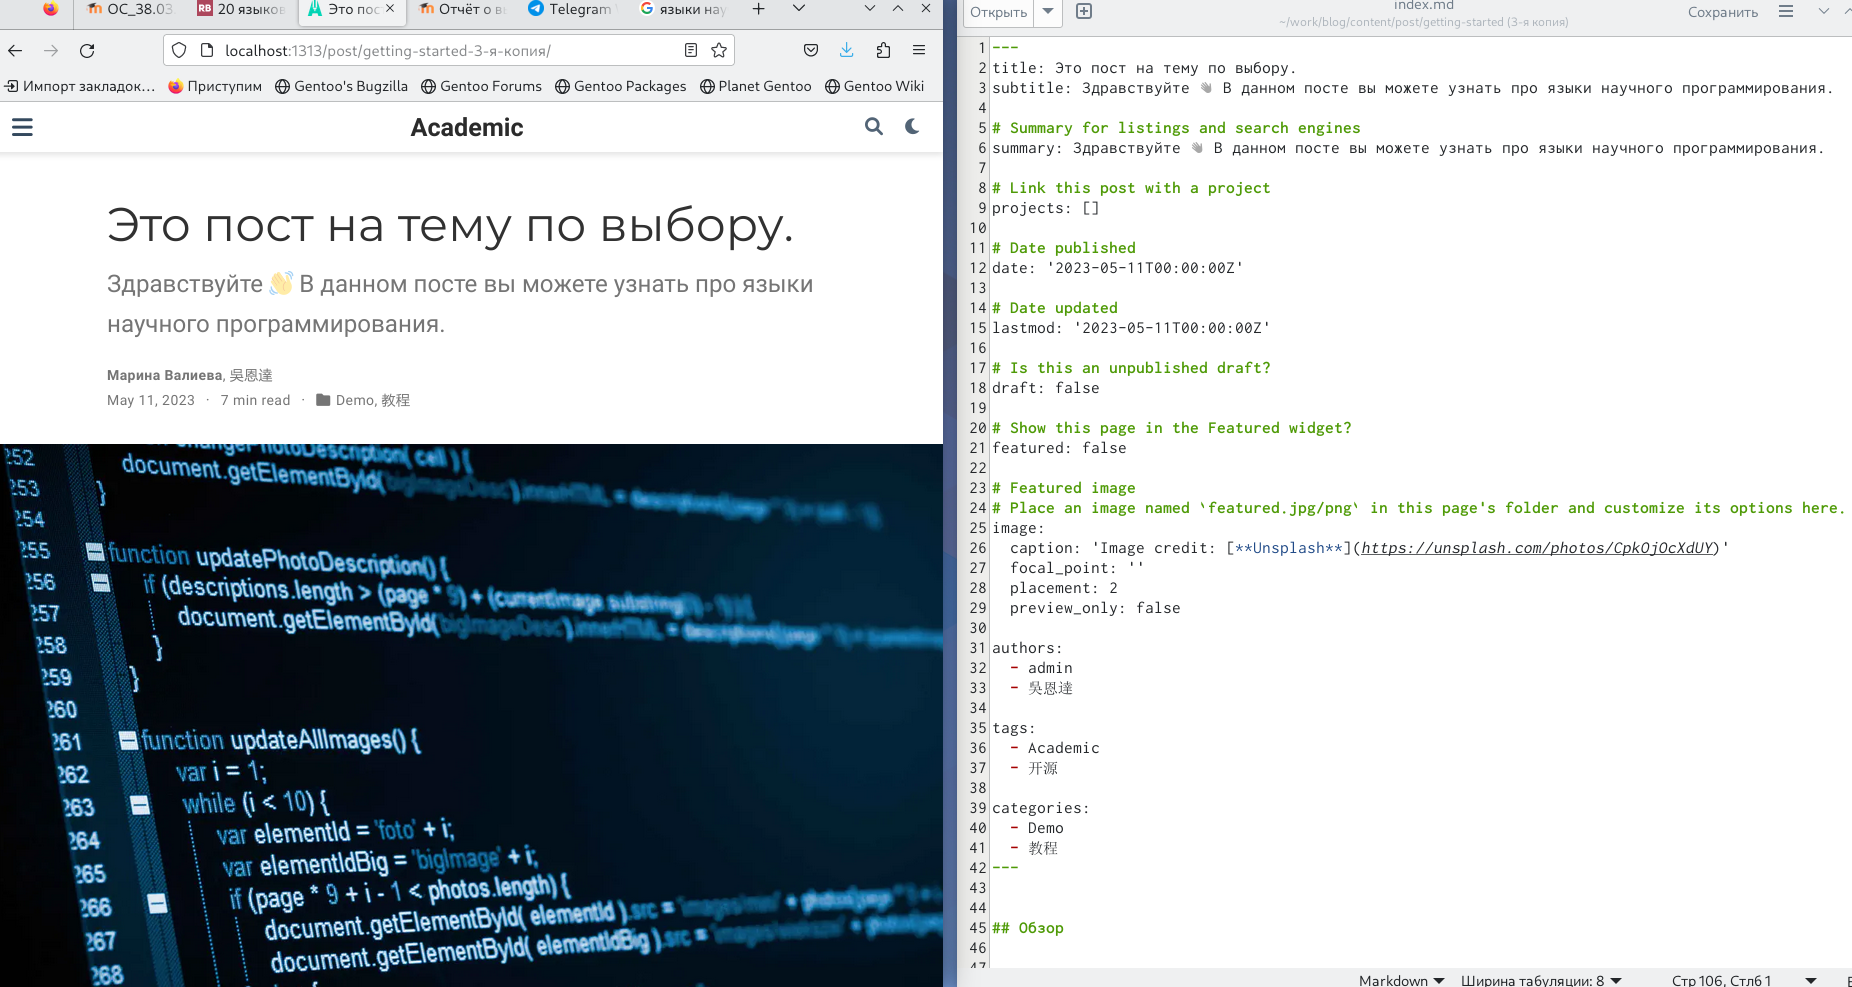 ОС_38.03
20 языков
Это пос
Отчёт о вы
Telegram
языки нау
localhost:1313/post/getting-started-3-я-копия/
Импорт закладок…
Приступим
Gentoo's Bugzilla
Gentoo Forums
Gentoo Packages
Planet Gentoo
Gentoo Wiki
Academic
Это пост на тему по выбору.
Здравствуйте 👋 В данном посте вы можете узнать про языки
научного программирования.
Марина Валиева, 吳恩達
May 11, 2023 · 7 min read · Demo, 教程
252
document.getElementById(
253 }
254
255 function updatePhotoDescription() {
256 if (descriptions.length > (page * 9) + (currentImage.substring(
257 document.getElementById('bigImageDesc').innerHTML = descriptions[page
258 }
259 }
260
261 function updateAllImages() {
262 var i = 1;
263 while (i < 10) {
264 var elementId = 'foto' + i;
265 var elementIdBig = 'bigImage' + i;
266 if (page * 9 + i - 1 < photos.length) {
267 document.getElementById( elementId ).src = 'images/mini/' +
268 document.getElementById( elementIdBig ).src =
Открыть
index.md
~/work/blog/content/post/getting-started (3-я копия)
Сохранить
1 ---
2 title: Это пост на тему по выбору.
3 subtitle: Здравствуйте 👋 В данном посте вы можете узнать про языки научного программирования.
4
5 # Summary for listings and search engines
6 summary: Здравствуйте 👋 В данном посте вы можете узнать про языки научного программирования.
7
8 # Link this post with a project
9 projects: []
10
11 # Date published
12 date: '2023-05-11T00:00:00Z'
13
14 # Date updated
15 lastmod: '2023-05-11T00:00:00Z'
16
17 # Is this an unpublished draft?
18 draft: false
19
20 # Show this page in the Featured widget?
21 featured: false
22
23 # Featured image
24 # Place an image named `featured.jpg/png` in this page's folder and customize its options here.
25 image:
26 caption: 'Image credit: [**Unsplash**](https://unsplash.com/photos/CpkOjOcXdUY)'
27 focal_point: ''
28 placement: 2
29 preview_only: false
30
31 authors:
32 - admin
33 - 吳恩達
34
35 tags:
36 - Academic
37 - 开源
38
39 categories:
40 - Demo
41 - 教程
42 ---
43
44
45 ## Обзор
46
47
Markdown
Ширина табуляции: 8
Стр 106, Стлб 1